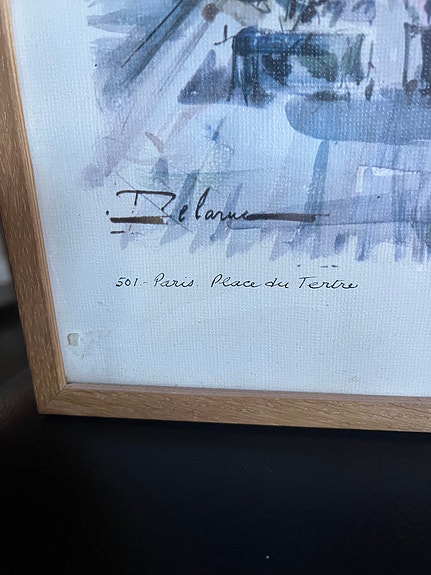 Delarue
501.- Paris. Place du Tertre